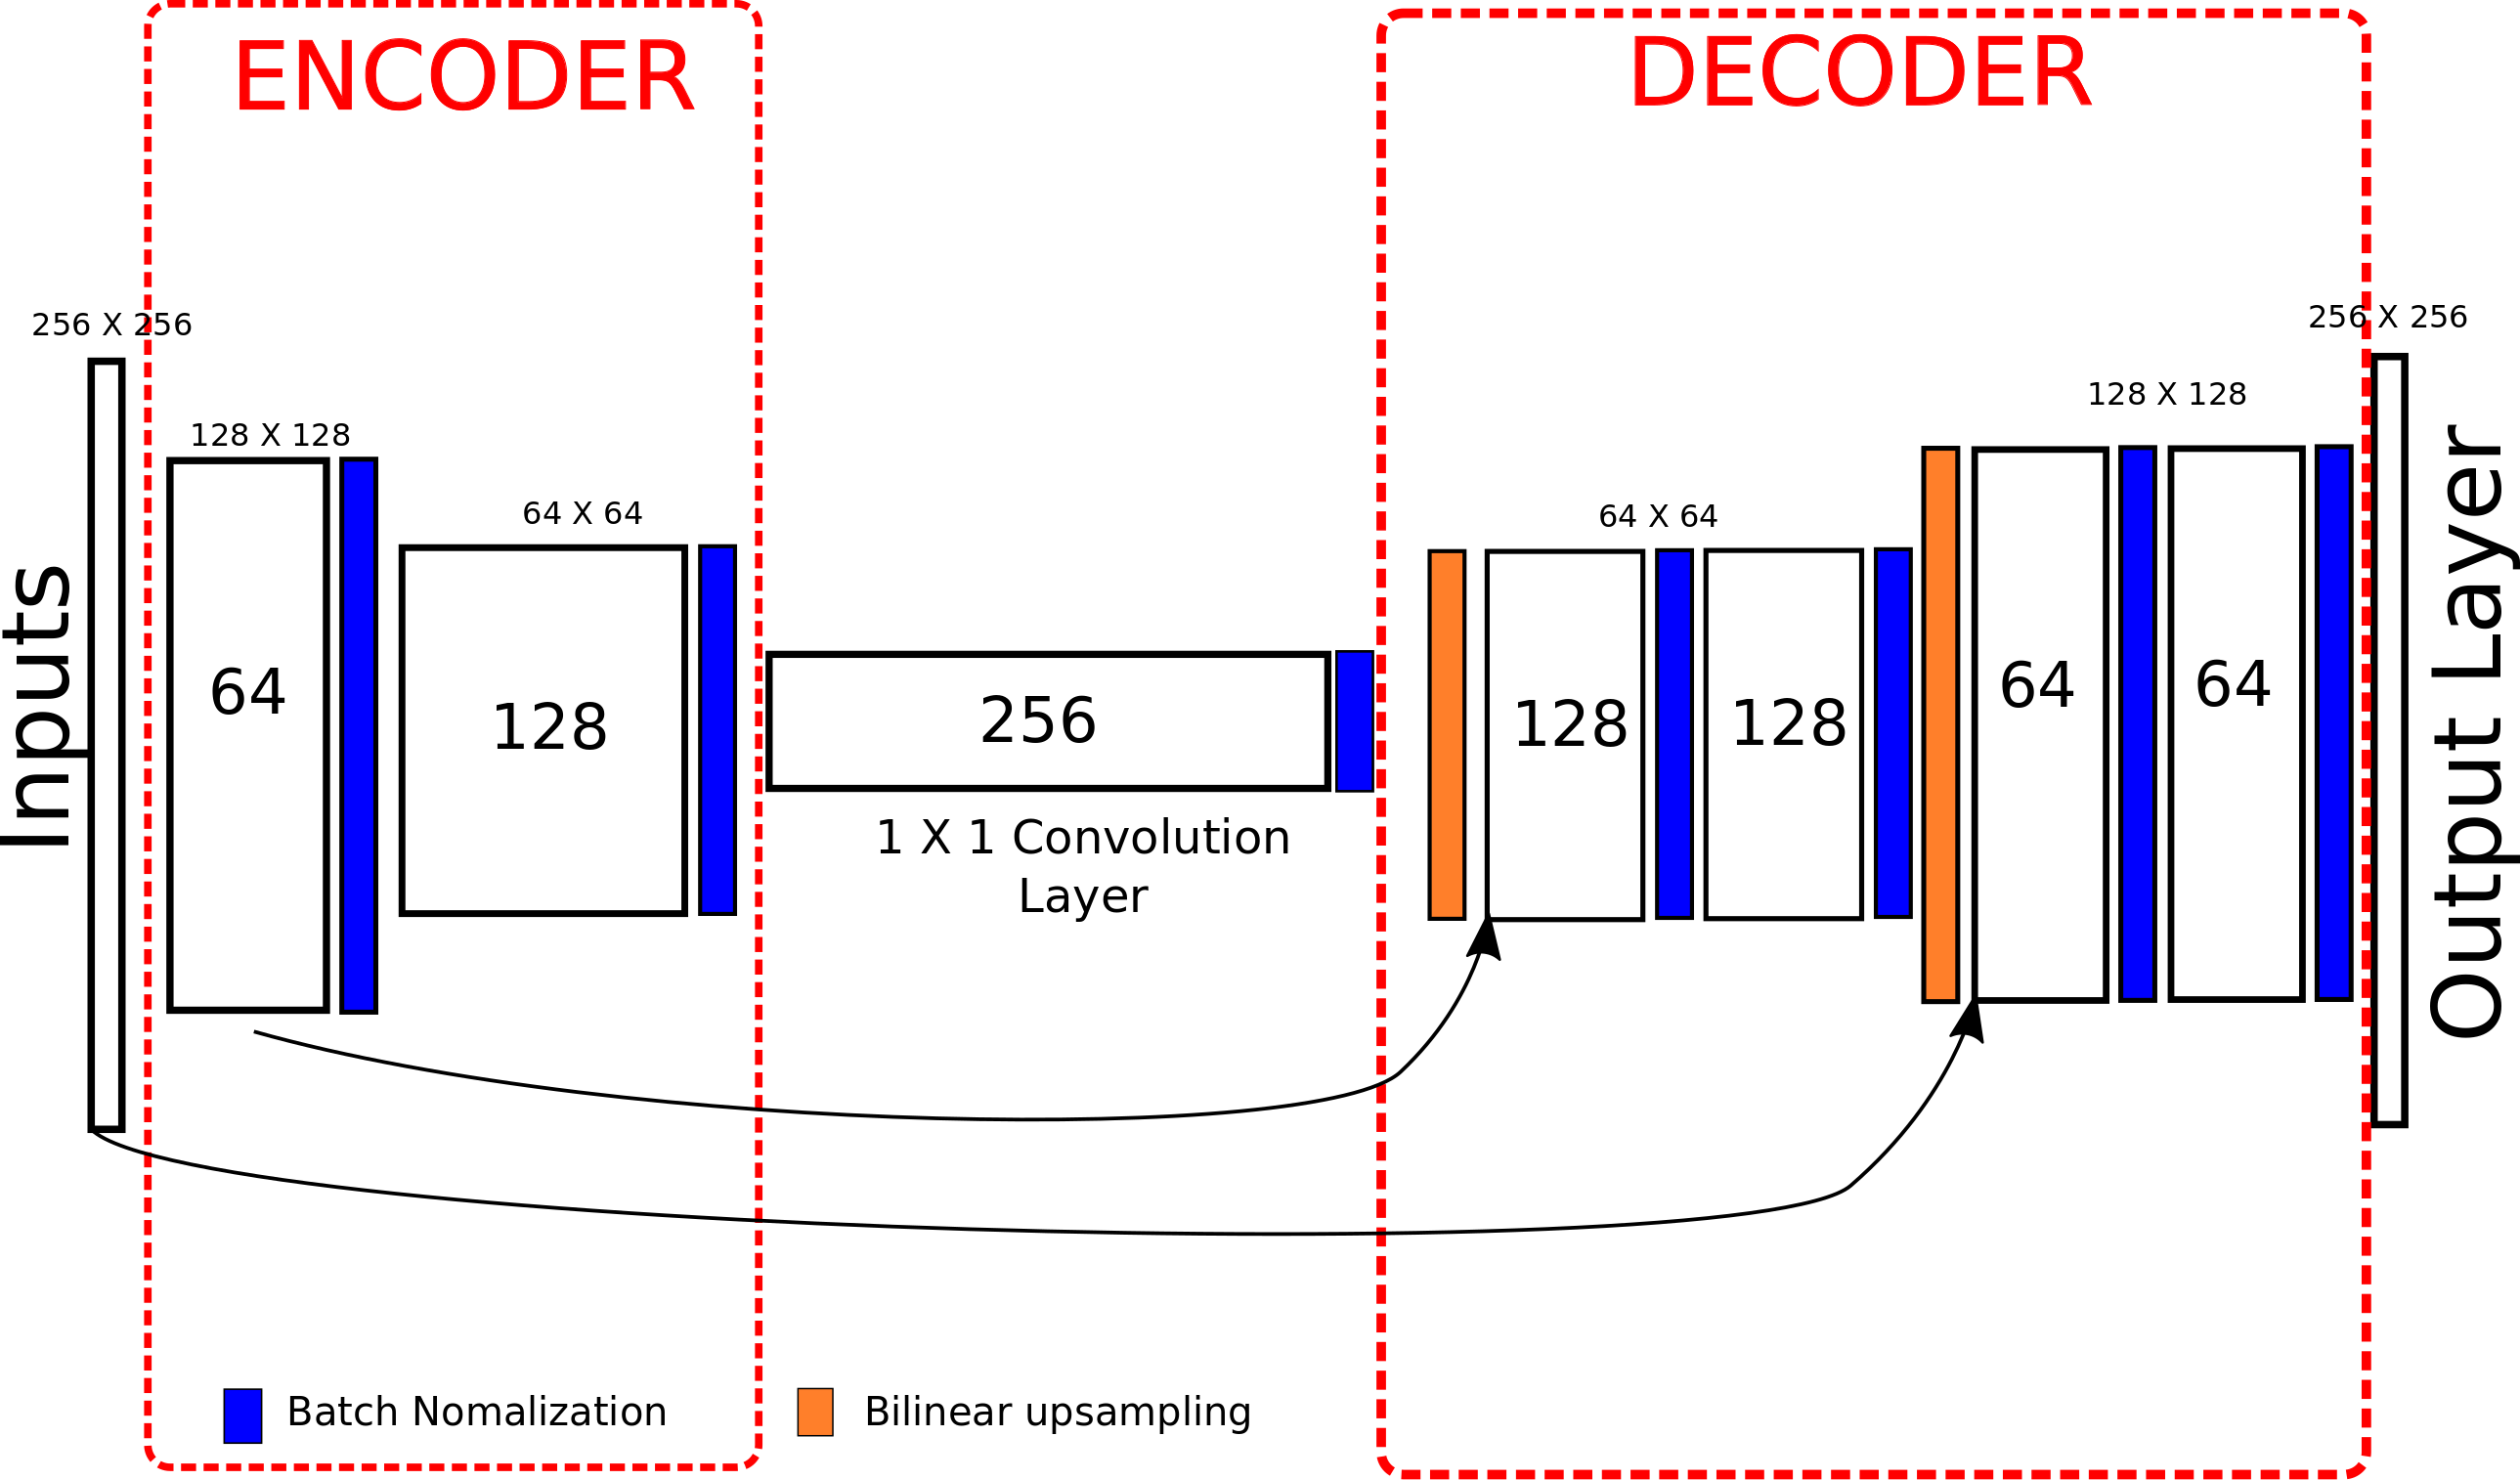 ENCODER
DECODER
256 X 256
256 X 256
128 X 128
128 X 128
64 X 64
64 X 64
Inputs
64
128
256
128
128
64
64
Output Layer
1 X 1 Convolution
Layer
Batch Nomalization
Bilinear upsampling